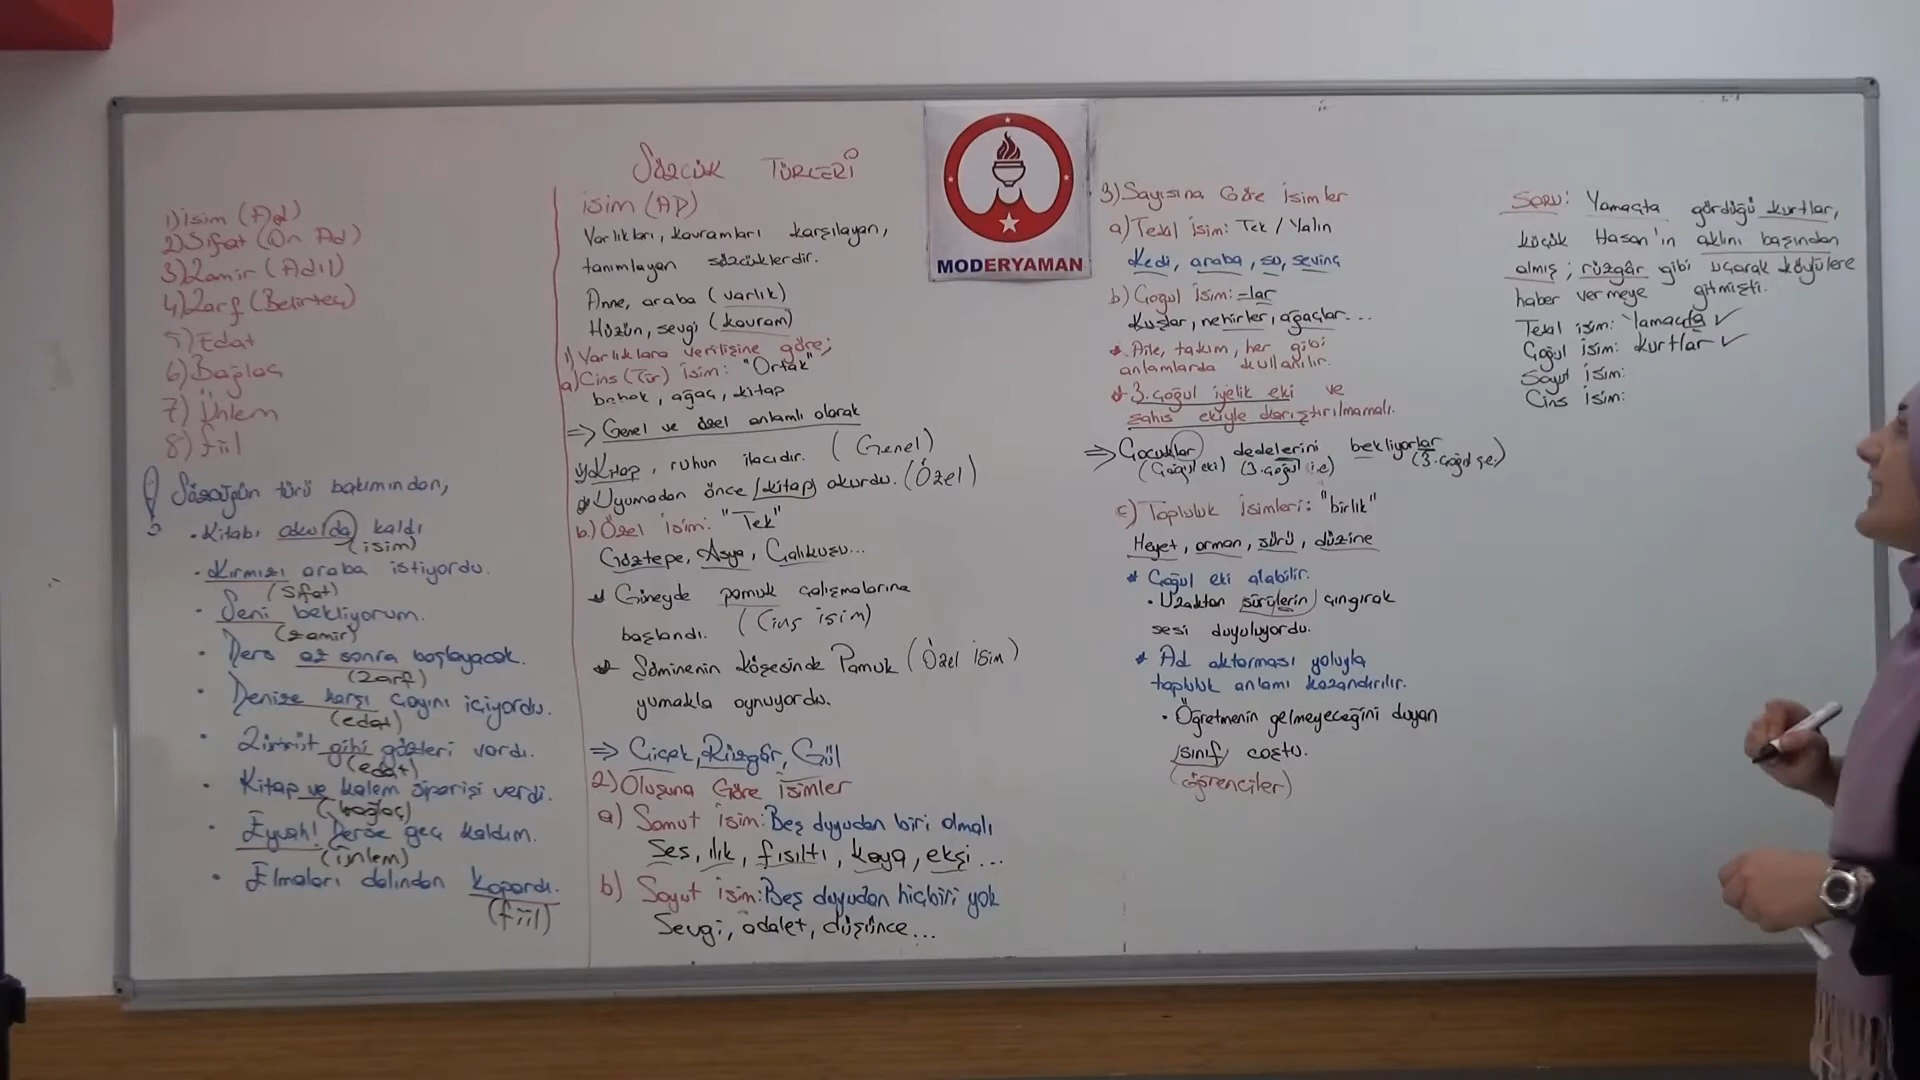 SÖZCÜK TÜRLERİ
1) İsim (Ad)
2) Sıfat (Ön Ad)
3) Zamir (Adıl)
4) Zarf (Belirteç)
5) Edat
6) Bağlaç
7) Ünlem
8) Fiil
Sözcüğün türü bakımından,
• Kitabı okulda kaldı
(isim)
• Kırmızı araba istiyordu.
(Sıfat)
• Seni bekliyorum.
(zamir)
• Ders az sonra başlayacak.
(zarf)
• Denize karşı çayını içiyordu.
(edat)
• Zümrüt gibi gözleri vardı.
(edat)
• Kitap ve kalem siparişi verdi.
(bağlaç)
• Eyvah! Derse geç kaldım.
(ünlem)
• Elmaları dalından kopardı.
(fiil)
isim (AD)
Varlıkları, kavramları karşılayan,
tanımlayan sözcüklerdir.
Anne, araba (varlık)
Hüzün, sevgi (kavram)
1) Varlıklara verilişine göre;
a) Cins (Tür) İsim: "Ortak"
ağaç, kitap
=> Genel ve özel anlamlı olarak
Kitap, ruhun ilacıdır. (Genel)
Uyumadan önce kitap okurdu. (Özel)
b) Özel isim: "Tek"
Göztepe, Asya, Çalıkuşu...
Güneyde pamuk çalışmalarına
başlandı. (Cins isim)
Şöminenin köşesinde Pamuk (Özel İsim)
yumakla oynuyordu.
=> Çiçek, Rüzgâr, Gül
2) Oluşuna Göre İsimler
a) Somut isim: Beş duyudan biri olmalı
Ses, ılık, fısıltı, kaya, ekşi...
b) Soyut isim: Beş duyudan hiçbiri yok
Sevgi, adalet, düşünce...
MODERYAMAN
3) Sayısına Göre İsimler
a) Tekil isim: Tek / Yalın
Kedi, araba, su, sevinç
b) Çoğul İsim: -lar
Kuşlar, nehirler, ağaçlar...
* Aile, takım, her gibi
anlamlarda kullanılır.
* 3. çoğul iyelik eki ve
şahıs ekiyle karıştırılmamalı.
=> Çocuklar dedelerini bekliyorlar
(Çoğul eki) (3. çoğul i.e) (3. çoğul şe.)
c) Topluluk isimleri: "birlik"
Heyet, orman, sürü, düzine
* Çoğul eki alabilir.
• Uzaktan sürülerin çıngırak
sesi duyuluyordu.
* Ad aktarması yoluyla
topluluk anlamı kazandırılır.
• Öğretmenin gelmeyeceğini duyan
sınıf coştu.
(öğrenciler)
SORU: Yamaçta gördüğü kurtlar,
küçük Hasan'ın aklını başından
almış; rüzgâr gibi uçarak köylülere
haber vermeye gitmişti.
Tekil isim: Yamaçta ✓
Çoğul isim: Kurtlar ✓
Soyut isim:
Cins isim: